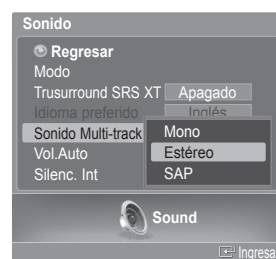 Sonido
Regresar
Modo
Trusurround SRS XT Apagado
Idioma preferido Inglés
Sonido Multi-track Mono
Vol.Auto Estéreo
Silenc. Int SAP
Sound
Ingresa